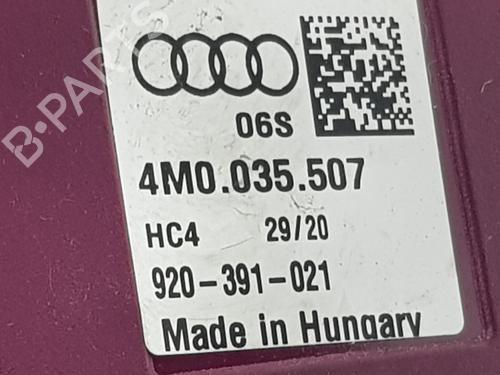 B-PARTS
06S
4M0.035.507
HC4 29/20
920-391-021
Made in Hungary